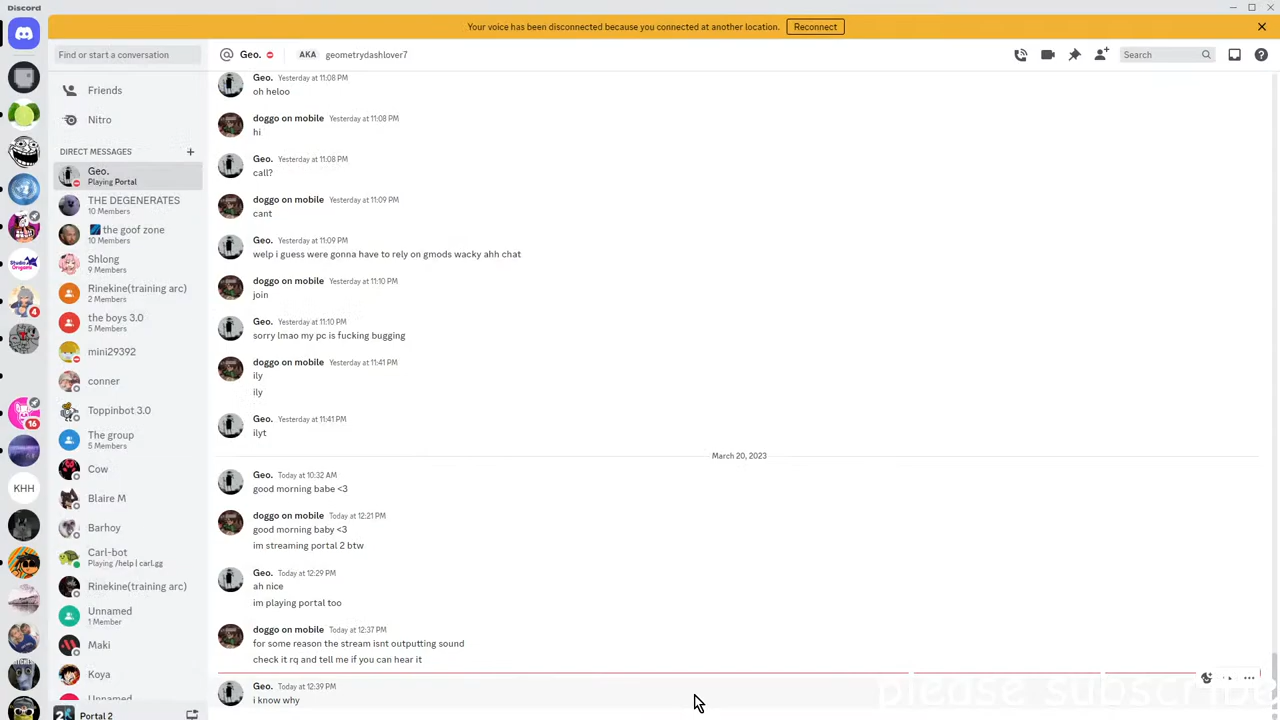 Discord
Your voice has been disconnected because you connected at another location. Reconnect
Find or start a conversation
Geo. AKA geometrydashlover7
Search
Friends
Nitro
DIRECT MESSAGES
Geo.
Playing Portal
THE DEGENERATES
10 Members
the goof zone
10 Members
Shlong
9 Members
Rinekine(training arc)
2 Members
the boys 3.0
5 Members
mini29392
conner
Toppinbot 3.0
The group
5 Members
Cow
Blaire M
Barhoy
Carl-bot
Playing /help | carl.gg
Rinekine(training arc)
Unnamed
1 Member
Maki
Koya
Unnamed
Portal 2
4
16
KHH
Geo. Yesterday at 11:08 PM
oh heloo
doggo on mobile Yesterday at 11:08 PM
hi
Geo. Yesterday at 11:08 PM
call?
doggo on mobile Yesterday at 11:09 PM
cant
Geo. Yesterday at 11:09 PM
welp i guess were gonna have to rely on gmods wacky ahh chat
doggo on mobile Yesterday at 11:10 PM
join
Geo. Yesterday at 11:10 PM
sorry lmao my pc is fucking bugging
doggo on mobile Yesterday at 11:41 PM
ily
ily
Geo. Yesterday at 11:41 PM
ilyt
March 20, 2023
Geo. Today at 10:32 AM
good morning babe <3
doggo on mobile Today at 12:21 PM
good morning baby <3
im streaming portal 2 btw
Geo. Today at 12:29 PM
ah nice
im playing portal too
doggo on mobile Today at 12:37 PM
for some reason the stream isnt outputting sound
check it rq and tell me if you can hear it
Geo. Today at 12:39 PM
i know why
please subscribe